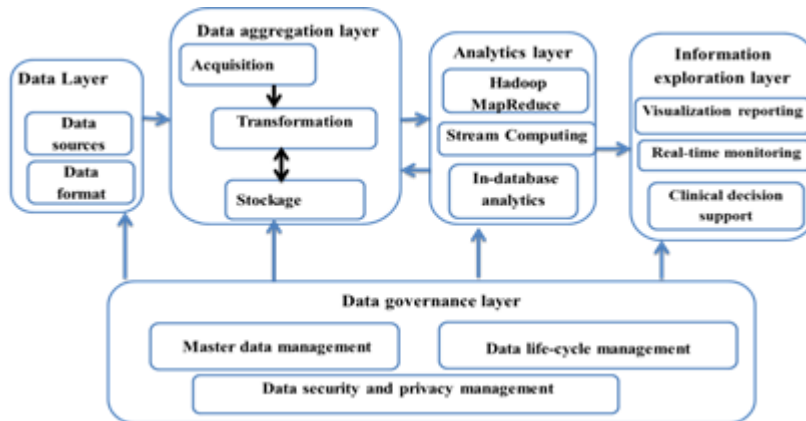 Data Layer
Data
sources
Data
format
Data aggregation layer
Acquisition
Transformation
Stockage
Analytics layer
Hadoop
MapReduce
Stream Computing
In-database
analytics
Information
exploration layer
Visualization reporting
Real-time monitoring
Clinical decision
support
Data governance layer
Master data management
Data life-cycle management
Data security and privacy management